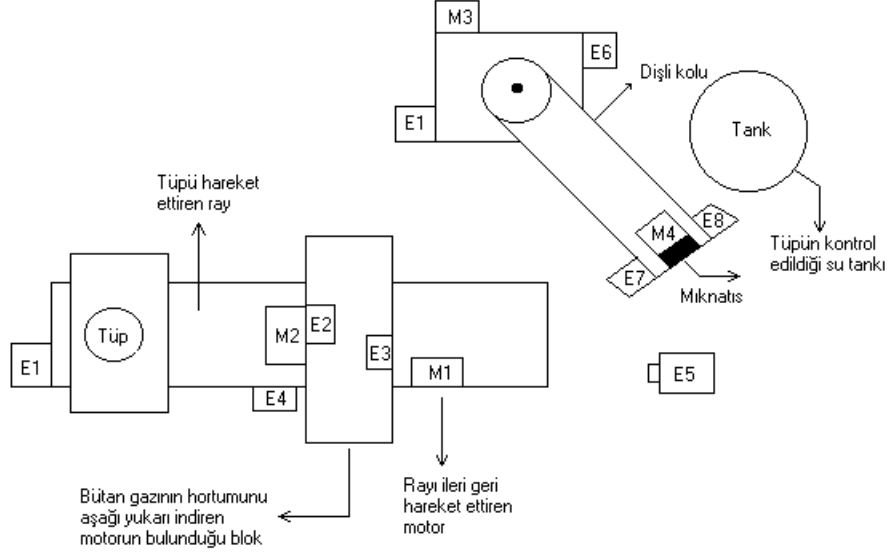 M3
E6
Dişli kolu
E1
Tank
Tüpü hareket
ettiren ray
M4
E8
E7
Tüpün kontrol
edildiği su tankı
Mıknatıs
Tüp
M2
E2
E3
E1
E4
M1
E5
Bütan gazının hortumunu
aşağı yukarı indiren
motorun bulunduğu blok
Rayı ileri geri
hareket ettiren
motor